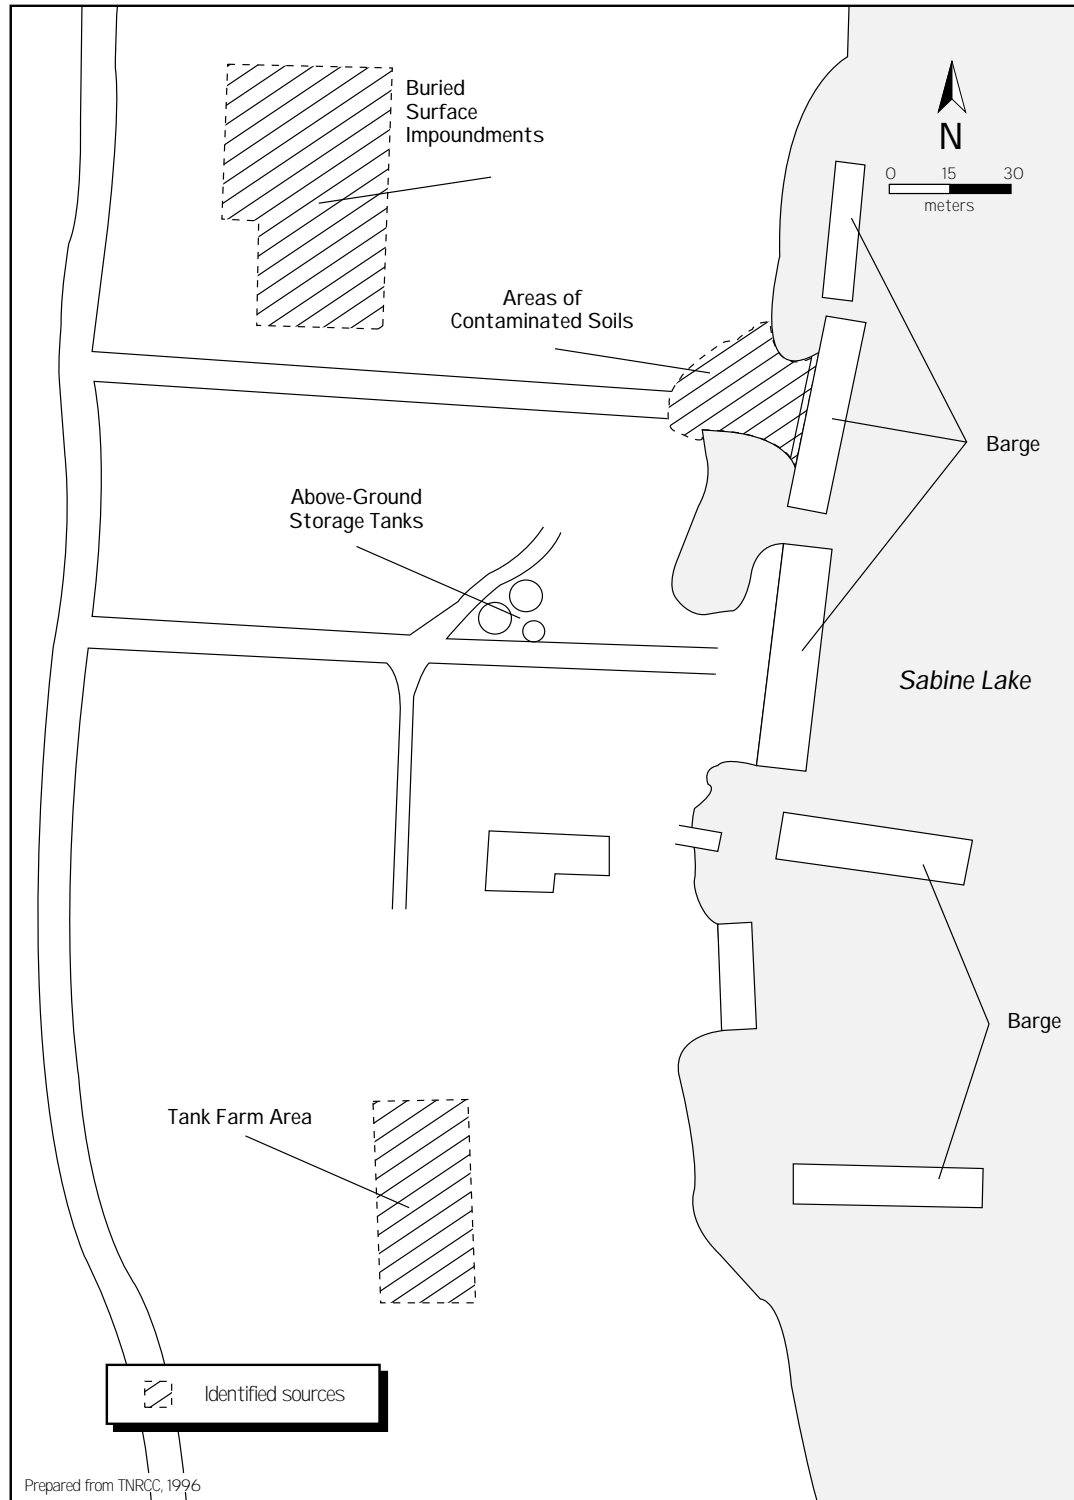 Buried
Surface
Impoundments
N
0 15 30
meters
Areas of
Contaminated Soils
Barge
Above-Ground
Storage Tanks
Sabine Lake
Barge
Tank Farm Area
Identified sources
Prepared from TNRCC, 1996